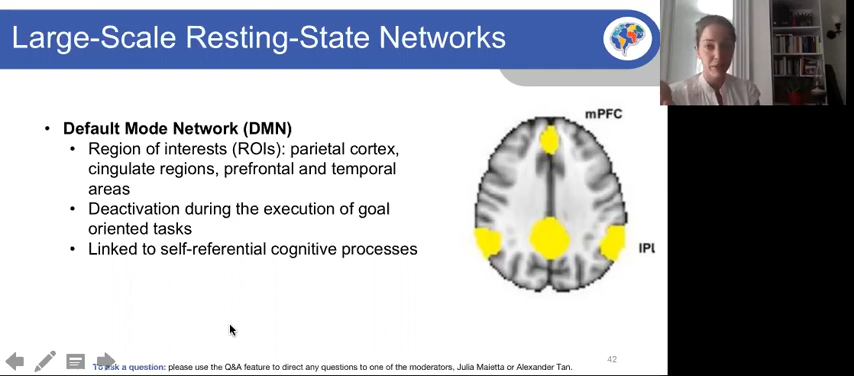 Large-Scale Resting-State Networks
• Default Mode Network (DMN)
• Region of interests (ROIs): parietal cortex,
cingulate regions, prefrontal and temporal
areas
• Deactivation during the execution of goal
oriented tasks
• Linked to self-referential cognitive processes
mPFC
IPL
To ask a question: please use the Q&A feature to direct any questions to one of the moderators, Julia Maietta or Alexander Tan.
42